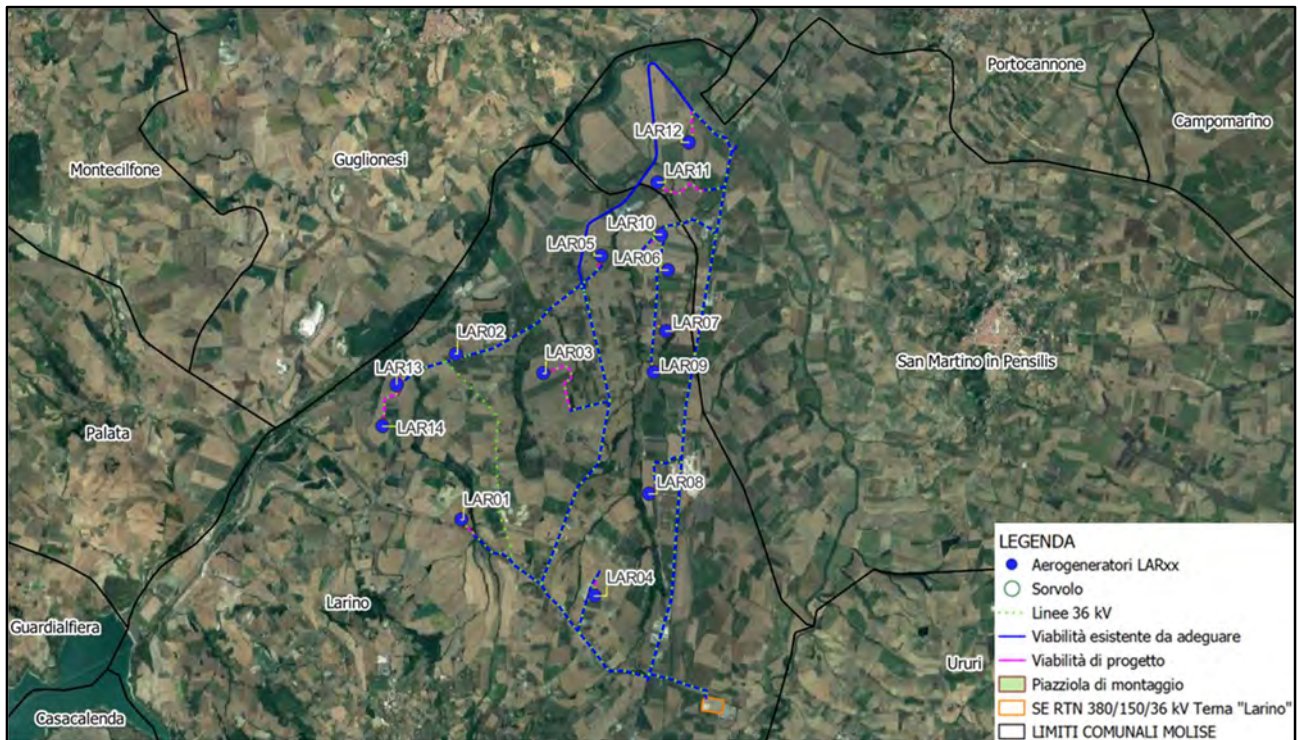 Portocannone
Campomarino
LAR12
Guglionesi
Montecilfone
LAR11
LAR10
LAR05
LAR06
LAR07
LAR02
San Martino in Pensilis
LAR03
LAR09
LAR13
LAR14
Palata
LAR08
LAR01
LAR04
Larino
Guardialfiera
Ururi
Casacalenda
LEGENDA
Aerogeneratori LARxx
Sorvolo
Linee 36 kV
Viabilità esistente da adeguare
Viabilità di progetto
Piazziola di montaggio
SE RTN 380/150/36 kV Terna "Larino"
LIMITI COMUNALI MOLISE